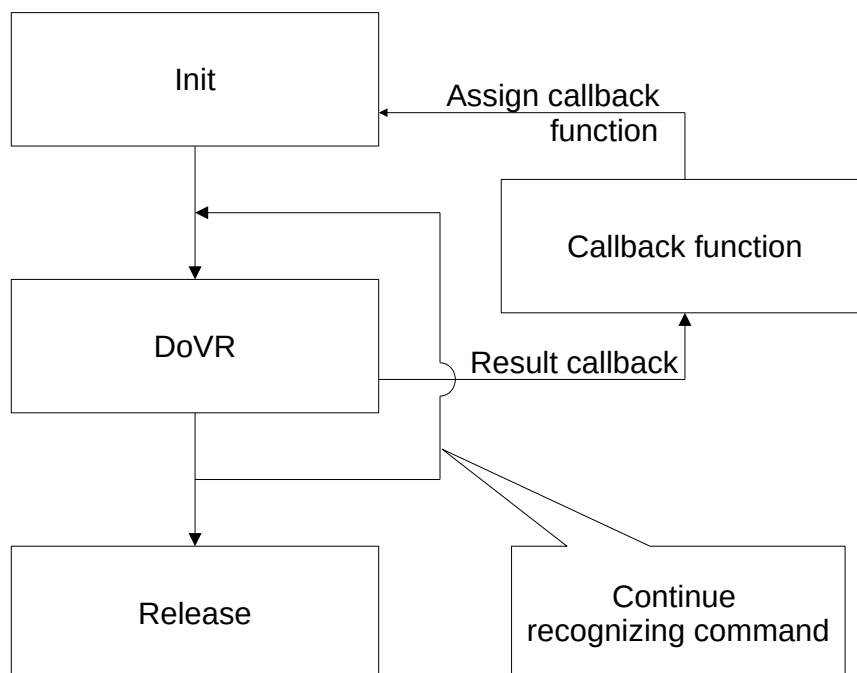 Init
Assign callback
function
Callback function
DoVR
Result callback
Release
Continue
recognizing command